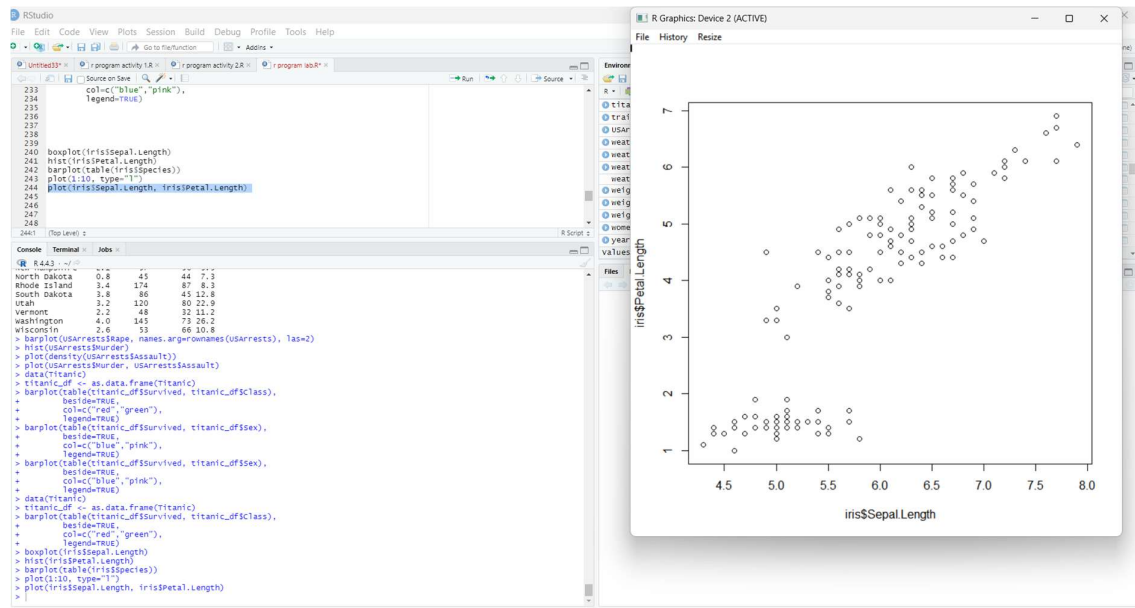 RStudio
File Edit Code View Plots Session Build Debug Profile Tools Help
Go to file/function Addins
Untitled33* r program activity 1.R r program activity 2.R r program lab.R*
Source on Save Run Source
233 col=c("blue","pink"),
234 legend=TRUE)
235
236
237
238
239
240 boxplot(iris$Sepal.Length)
241 hist(iris$Petal.Length)
242 barplot(table(iris$Species))
243 plot(1:10, type="l")
244 plot(iris$Sepal.Length, iris$Petal.Length)
245
246
247
248
244:1 (Top Level) R Script
Console Terminal Jobs
R 4.4.3 · ~/
North Dakota 0.8 45 44 7.3
Rhode Island 3.4 174 87 8.3
South Dakota 3.8 86 45 12.8
Utah 3.2 120 80 22.9
Vermont 2.2 48 32 11.2
Washington 4.0 145 73 26.2
Wisconsin 2.6 53 66 10.8
> barplot(USArrests$Rape, names.arg=rownames(USArrests), las=2)
> hist(USArrests$Murder)
> plot(density(USArrests$Assault))
> plot(USArrests$Murder, USArrests$Assault)
> data(Titanic)
> titanic_df <- as.data.frame(Titanic)
> barplot(table(titanic_df$Survived, titanic_df$Class),
+ beside=TRUE,
+ col=c("red","green"),
+ legend=TRUE)
> barplot(table(titanic_df$Survived, titanic_df$Sex),
+ beside=TRUE,
+ col=c("blue","pink"),
+ legend=TRUE)
> barplot(table(titanic_df$Survived, titanic_df$Sex),
+ beside=TRUE,
+ col=c("blue","pink"),
+ legend=TRUE)
> data(Titanic)
> titanic_df <- as.data.frame(Titanic)
> barplot(table(titanic_df$Survived, titanic_df$Class),
+ beside=TRUE,
+ col=c("red","green"),
+ legend=TRUE)
> boxplot(iris$Sepal.Length)
> hist(iris$Petal.Length)
> barplot(table(iris$Species))
> plot(1:10, type="l")
> plot(iris$Sepal.Length, iris$Petal.Length)
>
Environ
R
tita
trai
USAr
weat
weat
weat
weat
weig
weig
weig
wome
year
Values
Files
R Graphics: Device 2 (ACTIVE)
File History Resize
iris$Petal.Length
7
6
5
4
3
2
1
4.5 5.0 5.5 6.0 6.5 7.0 7.5 8.0
iris$Sepal.Length